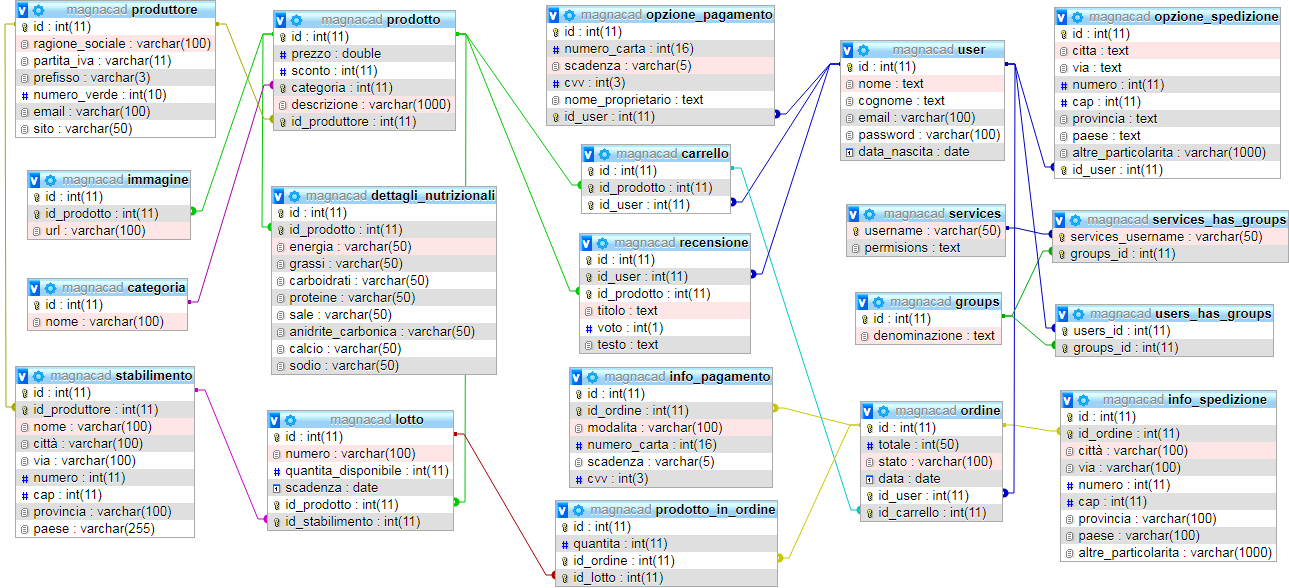 magnacad produttore
id : int(11)
ragione_sociale : varchar(100)
partita_iva : varchar(11)
prefisso : varchar(3)
numero_verde : int(10)
email : varchar(100)
sito : varchar(50)
magnacad prodotto
id : int(11)
prezzo : double
sconto : int(11)
categoria : int(11)
descrizione : varchar(1000)
id_produttore : int(11)
magnacad opzione_pagamento
id : int(11)
numero_carta : int(16)
scadenza : varchar(5)
cvv : int(3)
nome_proprietario : text
id_user : int(11)
magnacad user
id : int(11)
nome : text
cognome : text
email : varchar(100)
password : varchar(100)
data_nascita : date
magnacad opzione_spedizione
id : int(11)
citta : text
via : text
numero : int(11)
cap : int(11)
provincia : text
paese : text
altre_particolarita : varchar(1000)
id_user : int(11)
magnacad immagine
id : int(11)
id_prodotto : int(11)
url : varchar(100)
magnacad dettagli_nutrizionali
id : int(11)
id_prodotto : int(11)
energia : varchar(50)
grassi : varchar(50)
carboidrati : varchar(50)
proteine : varchar(50)
sale : varchar(50)
anidrite_carbonica : varchar(50)
calcio : varchar(50)
sodio : varchar(50)
magnacad carrello
id : int(11)
id_prodotto : int(11)
id_user : int(11)
magnacad services
username : varchar(50)
permisions : text
magnacad services_has_groups
services_username : varchar(50)
groups_id : int(11)
magnacad categoria
id : int(11)
nome : varchar(100)
magnacad recensione
id : int(11)
id_user : int(11)
id_prodotto : int(11)
titolo : text
voto : int(1)
testo : text
magnacad groups
id : int(11)
denominazione : text
magnacad users_has_groups
users_id : int(11)
groups_id : int(11)
magnacad stabilimento
id : int(11)
id_produttore : int(11)
nome : varchar(100)
città : varchar(100)
via : varchar(100)
numero : int(11)
cap : int(11)
provincia : varchar(100)
paese : varchar(255)
magnacad lotto
id : int(11)
numero : varchar(100)
quantita_disponibile : int(11)
scadenza : date
id_prodotto : int(11)
id_stabilimento : int(11)
magnacad info_pagamento
id : int(11)
id_ordine : int(11)
modalita : varchar(100)
numero_carta : int(16)
scadenza : varchar(5)
cvv : int(3)
magnacad ordine
id : int(11)
totale : int(50)
stato : varchar(100)
data : date
id_user : int(11)
id_carrello : int(11)
magnacad info_spedizione
id : int(11)
id_ordine : int(11)
città : varchar(100)
via : varchar(100)
numero : int(11)
cap : int(11)
provincia : varchar(100)
paese : varchar(100)
altre_particolarita : varchar(1000)
magnacad prodotto_in_ordine
id : int(11)
quantita : int(11)
id_ordine : int(11)
id_lotto : int(11)